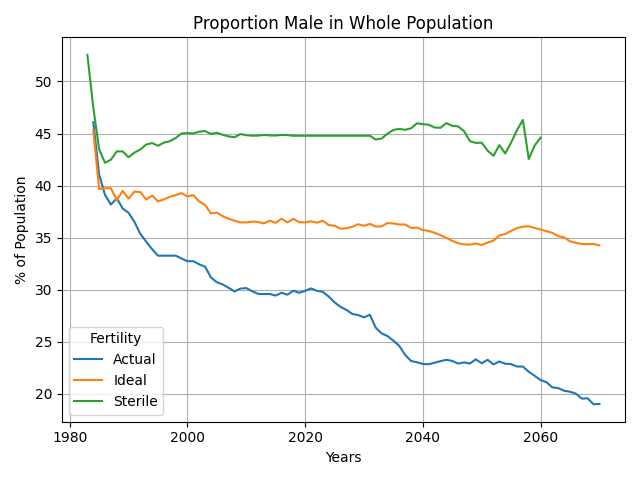 Proportion Male in Whole Population
% of Population
50
45
40
35
30
25
20
Fertility
Actual
Ideal
Sterile
1980
2000
2020
2040
2060
Years